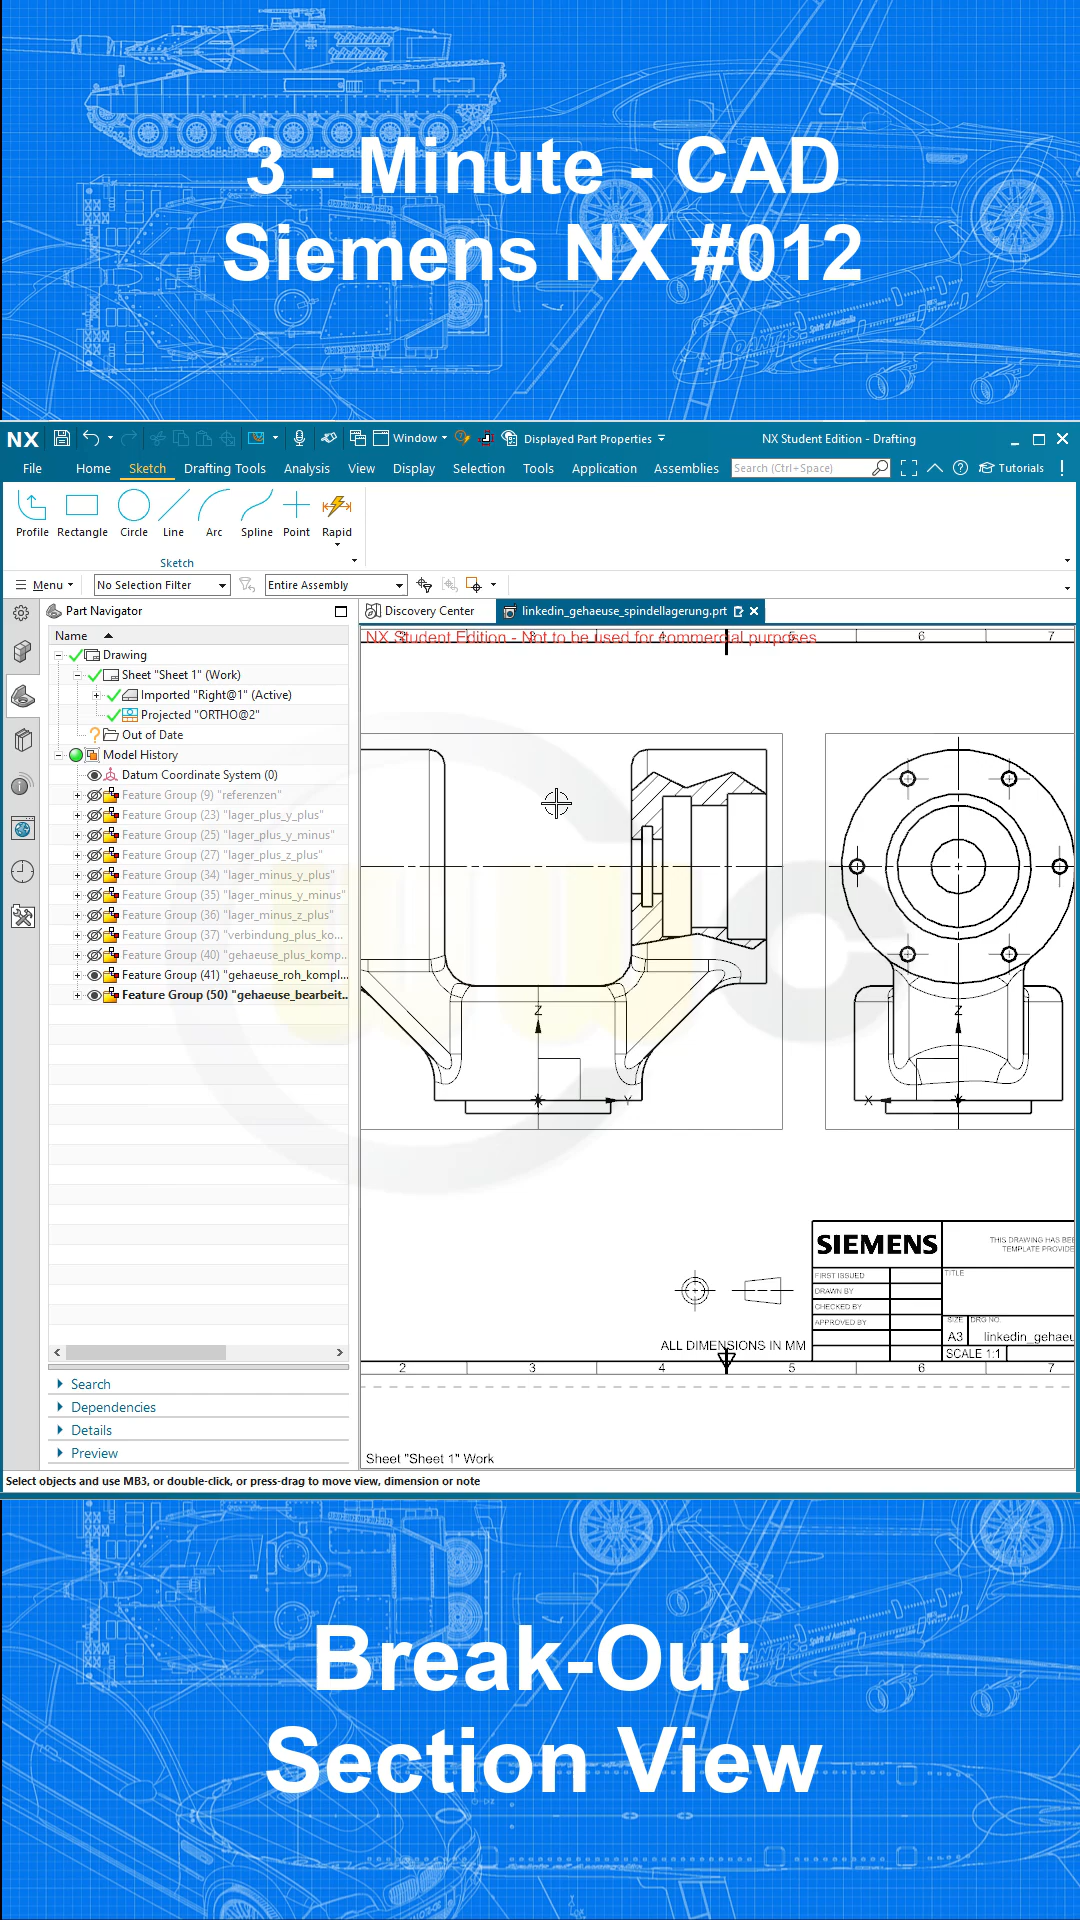 3 - Minute - CAD
Siemens NX #012
NX
Window
Displayed Part Properties
NX Student Edition - Drafting
File
Home
Sketch
Drafting Tools
Analysis
View
Display
Selection
Tools
Application
Assemblies
Search (Ctrl+Space)
Tutorials
Profile
Rectangle
Circle
Line
Arc
Spline
Point
Rapid
Sketch
Menu
No Selection Filter
Entire Assembly
Part Navigator
Discovery Center
linkedin_gehaeuse_spindellagerung.prt
Name
NX Student Edition - Not to be used for commercial purposes
6
7
Drawing
Sheet "Sheet 1" (Work)
Imported "Right@1" (Active)
Projected "ORTHO@2"
Out of Date
Model History
Datum Coordinate System (0)
Feature Group (9) "referenzen"
Feature Group (23) "lager_plus_y_plus"
Feature Group (25) "lager_plus_y_minus"
Feature Group (27) "lager_plus_z_plus"
Feature Group (34) "lager_minus_y_plus"
Feature Group (35) "lager_minus_y_minus"
Feature Group (36) "lager_minus_z_plus"
Feature Group (37) "verbindung_plus_ko...
Feature Group (40) "gehaeuse_plus_komp...
Feature Group (41) "gehaeuse_roh_kompl...
Feature Group (50) "gehaeuse_bearbeit..
Z
Y
Z
X
SIEMENS
THIS DRAWING HAS BEE
TEMPLATE PROVIDE
FIRST ISSUED
TITLE
DRAWN BY
CHECKED BY
APPROVED BY
SIZE
DRG NO.
A3
linkedin_gehaeu
ALL DIMENSIONS IN MM
SCALE 1:1
2
3
4
5
6
7
Search
Dependencies
Details
Preview
Sheet "Sheet 1" Work
Select objects and use MB3, or double-click, or press-drag to move view, dimension or note
Break-Out
Section View